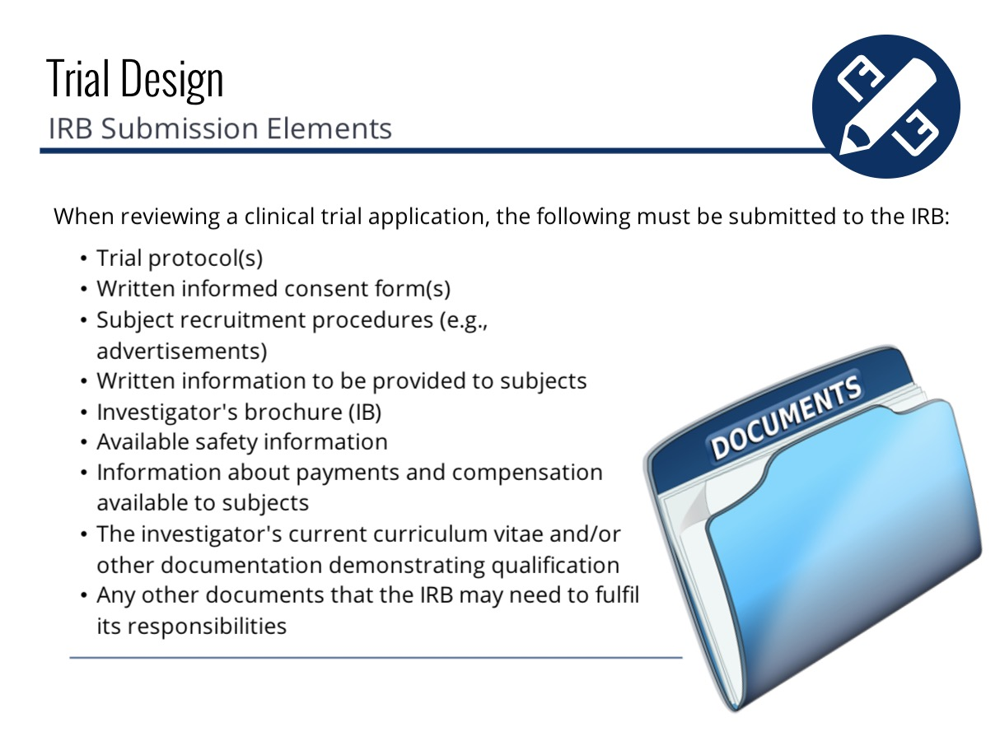 Trial Design
IRB Submission Elements
When reviewing a clinical trial application, the following must be submitted to the IRB:
• Trial protocol(s)
• Written informed consent form(s)
• Subject recruitment procedures (e.g.,
advertisements)
• Written information to be provided to subjects
• Investigator's brochure (IB)
• Available safety information
• Information about payments and compensation
available to subjects
• The investigator's current curriculum vitae and/or
other documentation demonstrating qualification
• Any other documents that the IRB may need to fulfil
its responsibilities
DOCUMENTS